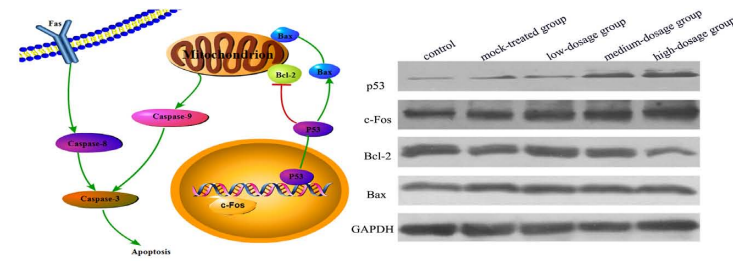 Fas
Bax
Mitochondrion
Bcl-2
Bax
Caspase-9
P53
Caspase-8
P53
Caspase-3
c-Fos
Apoptosis
control
mock-treated group
low-dosage group
medium-dosage group
high-dosage group
p53
c-Fos
Bcl-2
Bax
GAPDH